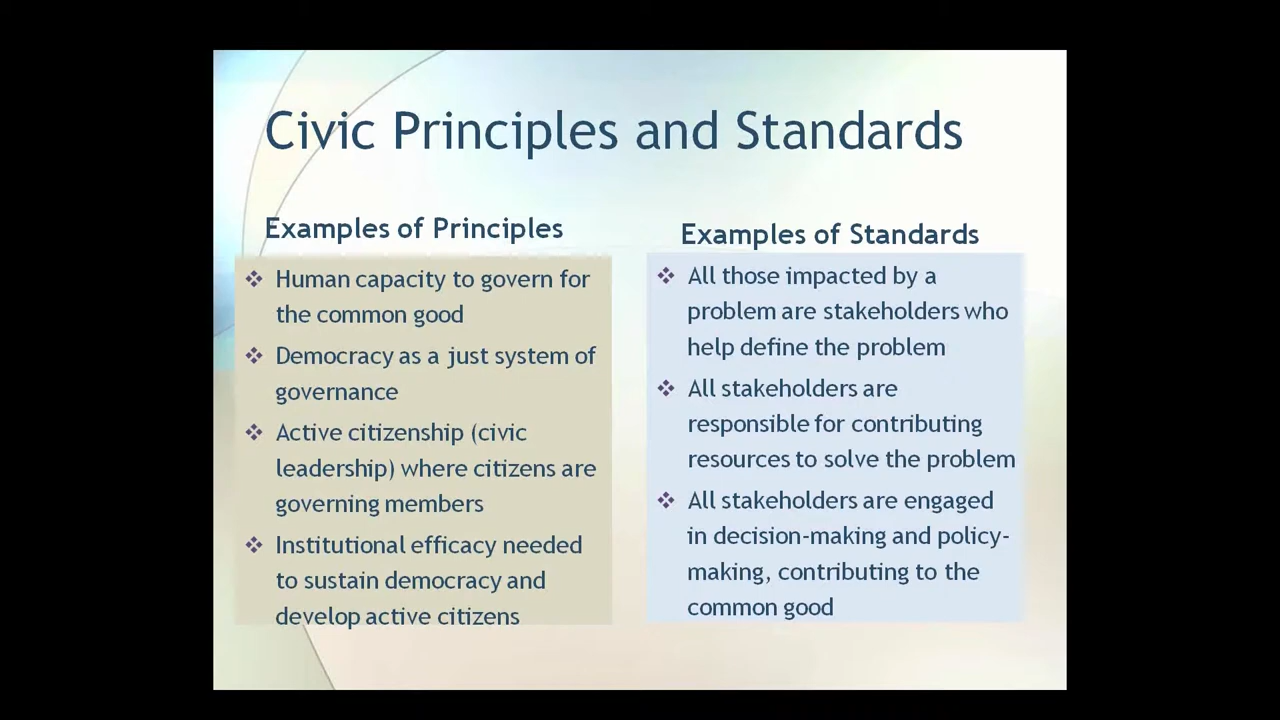 Civic Principles and Standards
Examples of Principles
Human capacity to govern for
the common good
Democracy as a just system of
governance
Active citizenship (civic
leadership) where citizens are
governing members
Institutional efficacy needed
to sustain democracy and
develop active citizens
Examples of Standards
All those impacted by a
problem are stakeholders who
help define the problem
All stakeholders are
responsible for contributing
resources to solve the problem
All stakeholders are engaged
in decision-making and policy-
making, contributing to the
common good